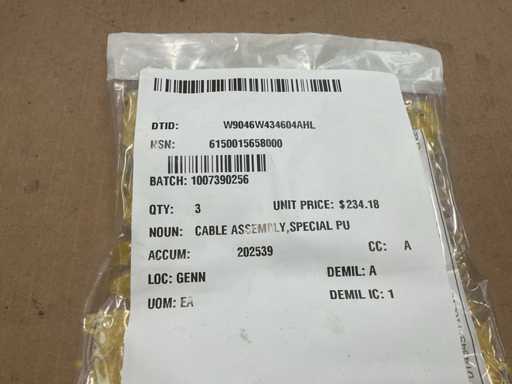 DTID: W9046W434604AHL
NSN: 6150015658000
BATCH: 1007390256
QTY: 3 UNIT PRICE: $234.18
NOUN: CABLE ASSEMBLY,SPECIAL PU
ACCUM: 202539 CC: A
LOC: GENN DEMIL: A
UOM: EA DEMIL IC: 1